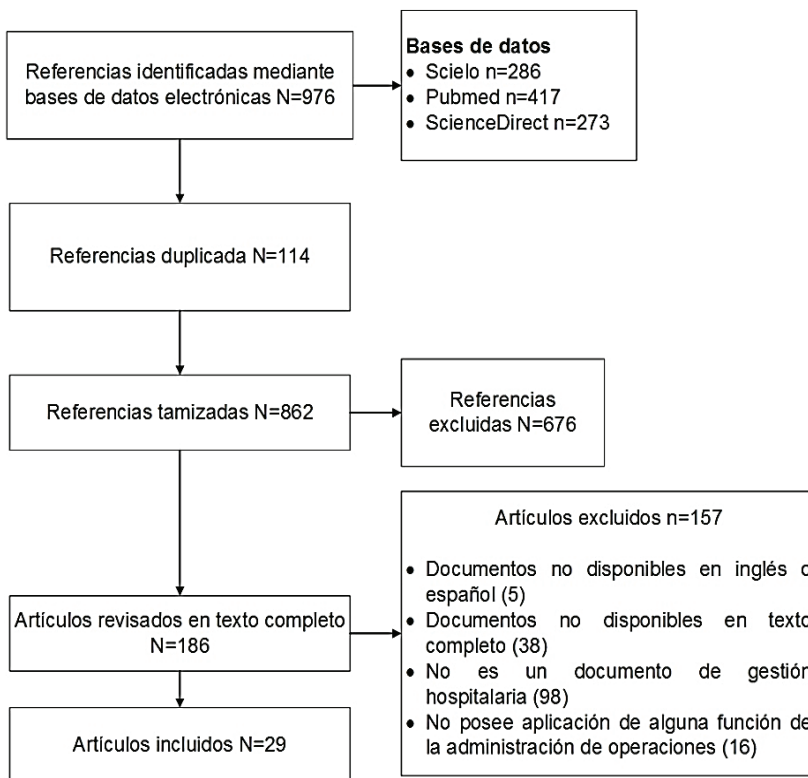 Referencias identificadas mediante
bases de datos electrónicas N=976
Bases de datos
• Scielo n=286
• Pubmed n=417
• ScienceDirect n=273
Referencias duplicada N=114
Referencias tamizadas N=862
Referencias
excluidas N=676
Artículos revisados en texto completo
N=186
Artículos excluidos n=157
• Documentos no disponibles en inglés o
español (5)
• Documentos no disponibles en texto
completo (38)
• No es un documento de gestión
hospitalaria (98)
• No posee aplicación de alguna función de
la administración de operaciones (16)
Artículos incluidos N=29